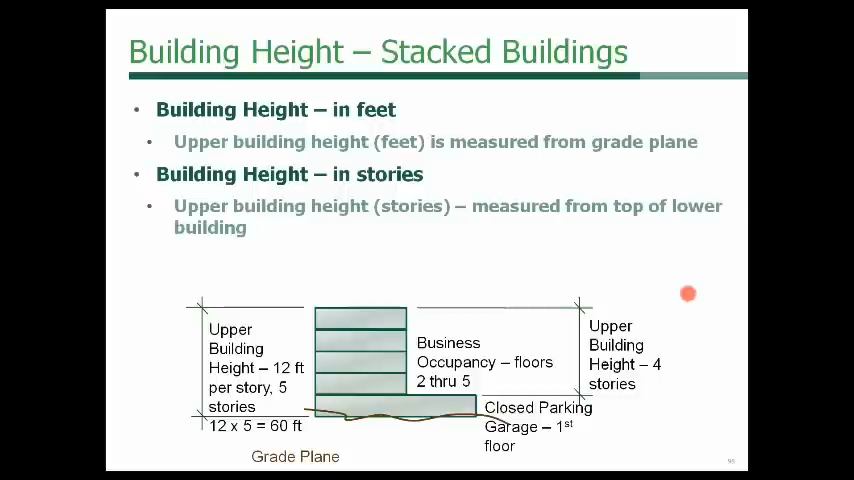 Building Height – Stacked Buildings
• Building Height – in feet
• Upper building height (feet) is measured from grade plane
• Building Height – in stories
• Upper building height (stories) – measured from top of lower
building
Upper
Building
Height – 12 ft
per story, 5
stories
12 x 5 = 60 ft
Business
Occupancy – floors
2 thru 5
Upper
Building
Height – 4
stories
Closed Parking
Garage – 1st
floor
Grade Plane